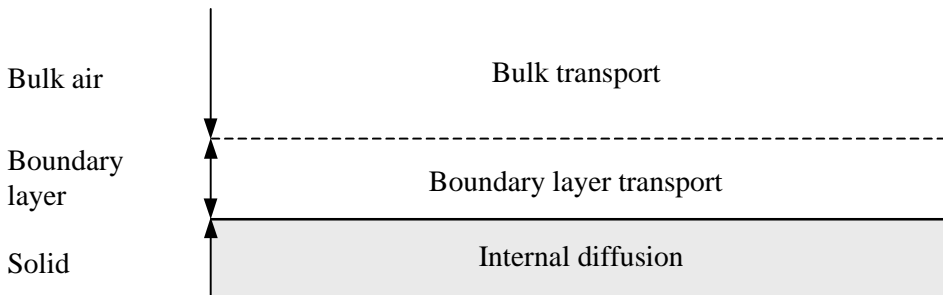 Bulk air
Bulk transport
Boundary
layer
Boundary layer transport
Solid
Internal diffusion